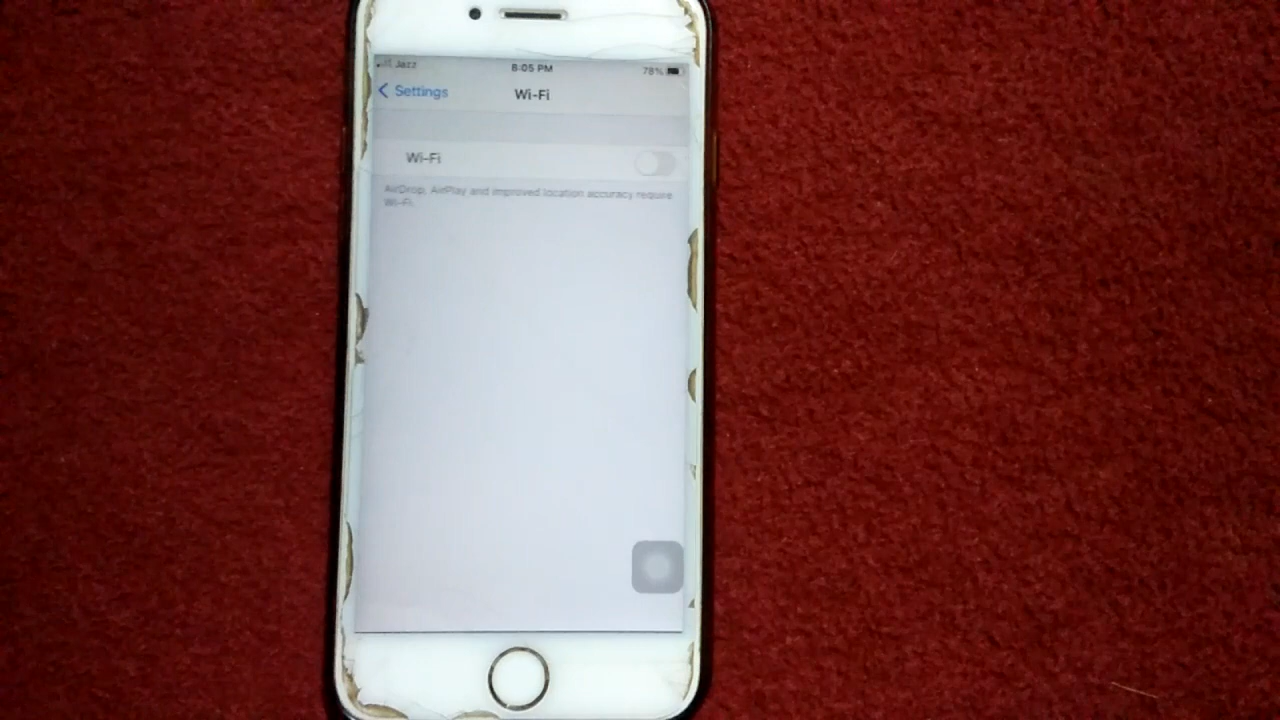 Jazz
8:05 PM
78%
Settings
Wi-Fi
Wi-Fi
AirDrop, AirPlay and improved location accuracy require
Wi-Fi.